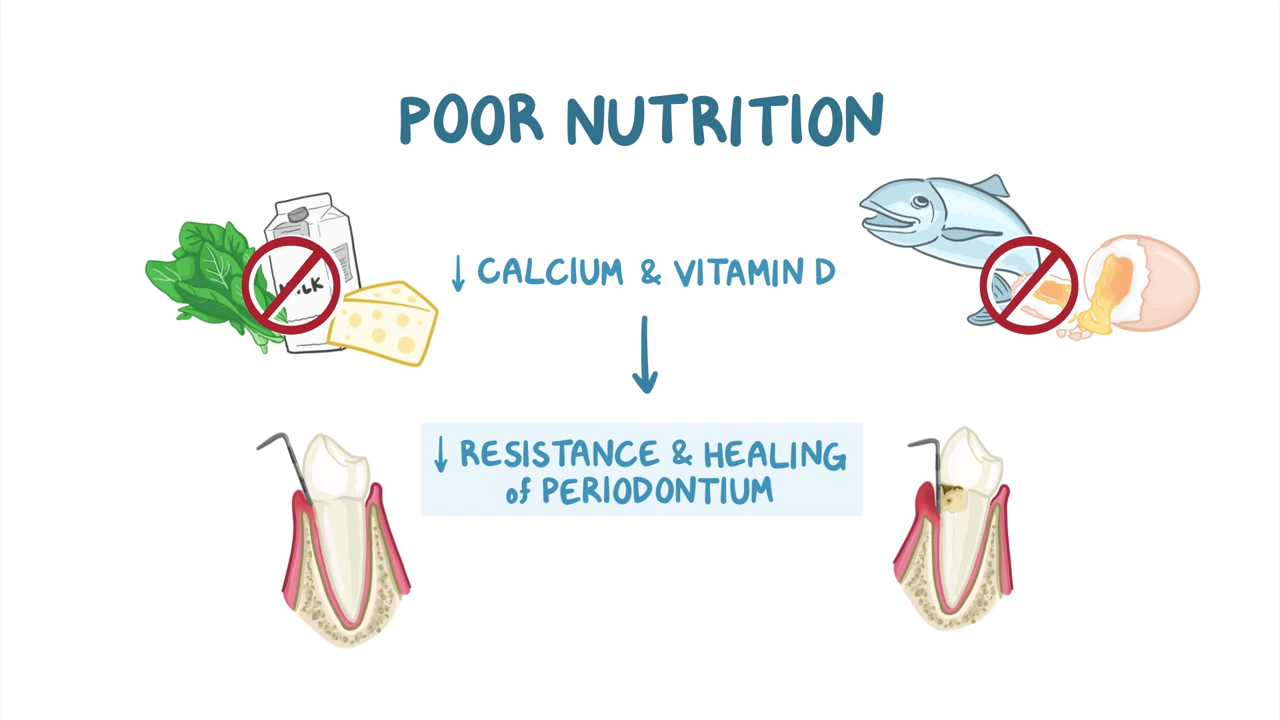 POOR NUTRITION
↓ CALCIUM & VITAMIN D
↓ RESISTANCE & HEALING
of PERIODONTIUM